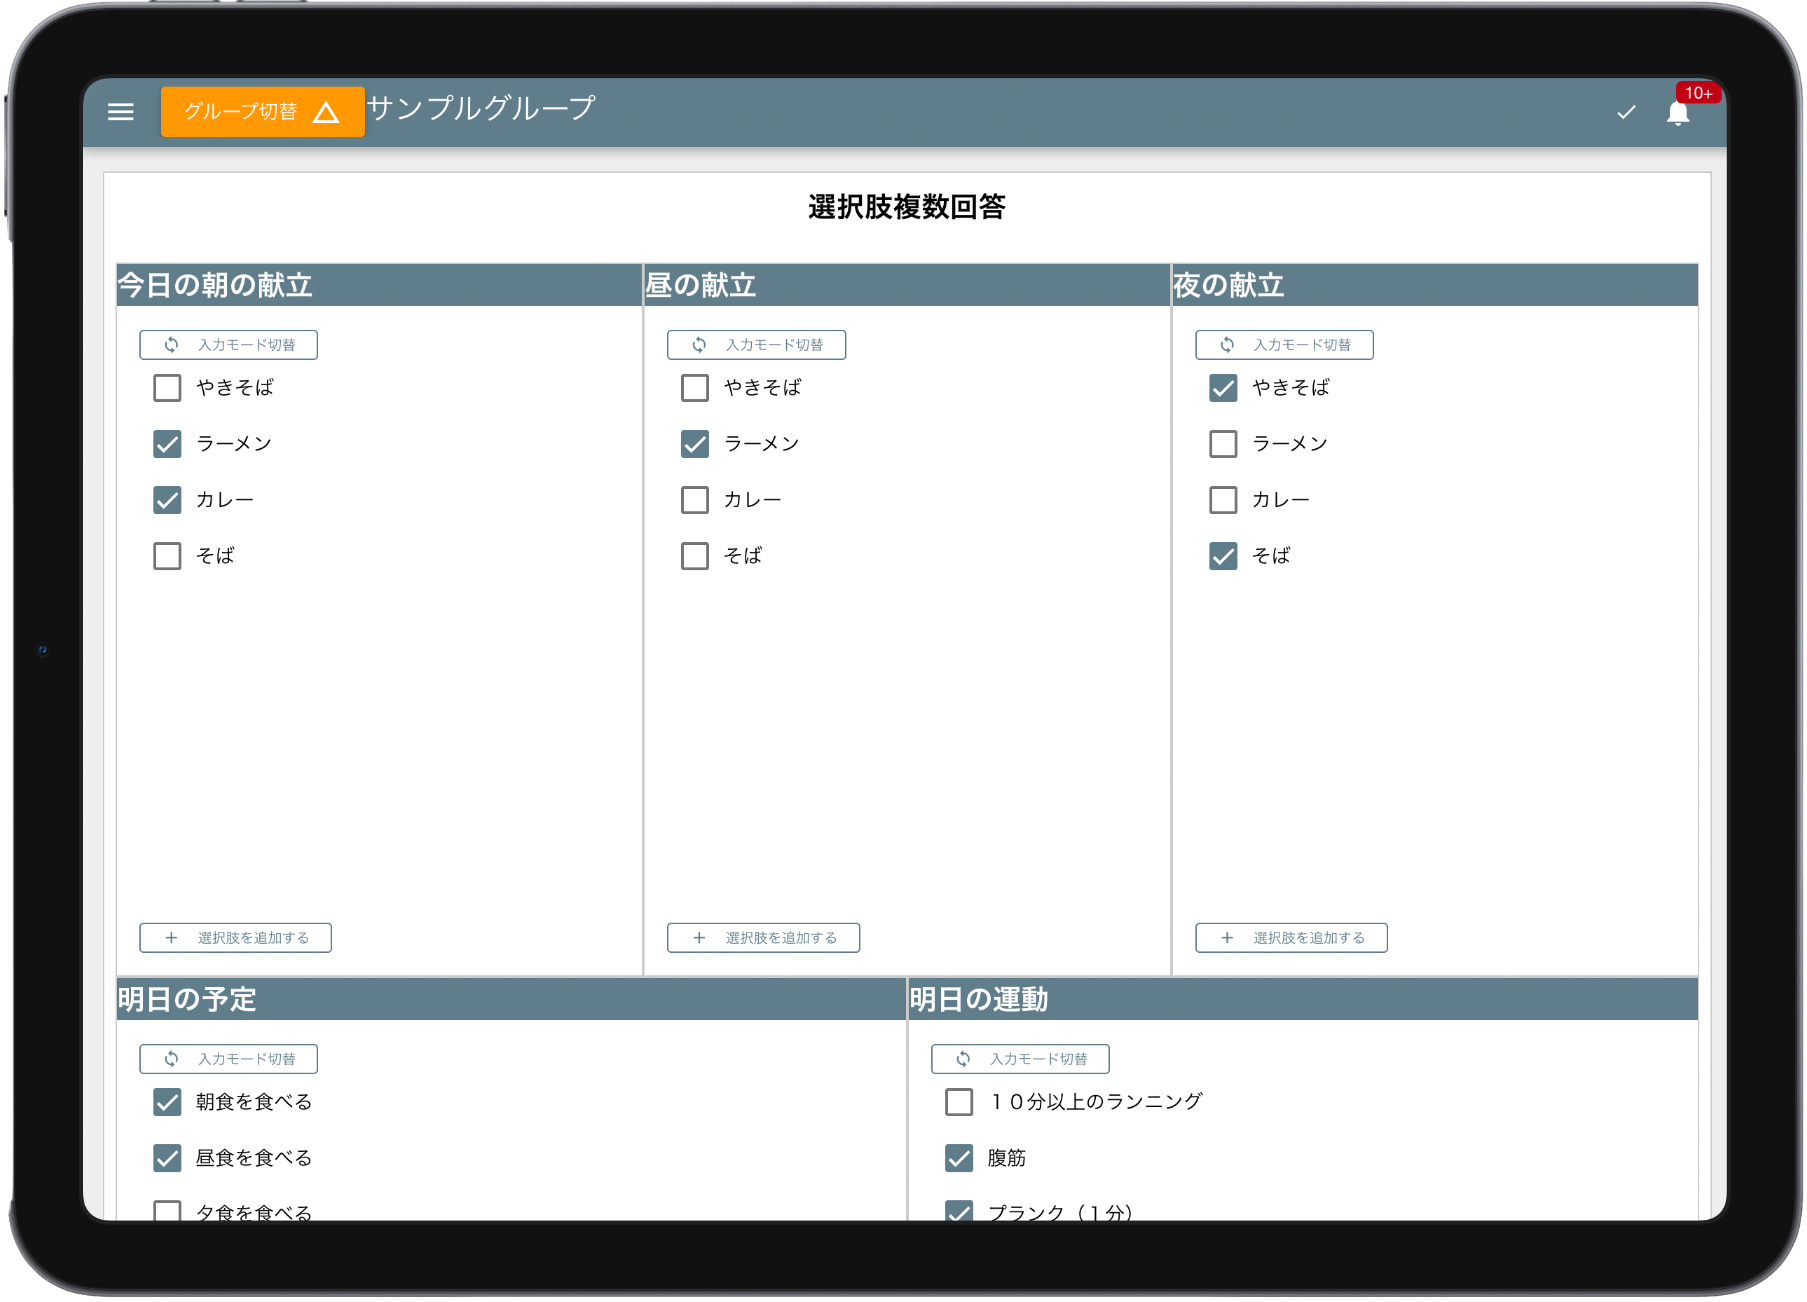 グループ切替 サンプルグループ 10+
選択肢複数回答
今日の朝の献立
入力モード切替
やきそば
ラーメン
カレー
そば
選択肢を追加する
昼の献立
入力モード切替
やきそば
ラーメン
カレー
そば
選択肢を追加する
夜の献立
入力モード切替
やきそば
ラーメン
カレー
そば
選択肢を追加する
明日の予定
入力モード切替
朝食を食べる
昼食を食べる
夕食を食べる
明日の運動
入力モード切替
１０分以上のランニング
腹筋
プランク（１分）